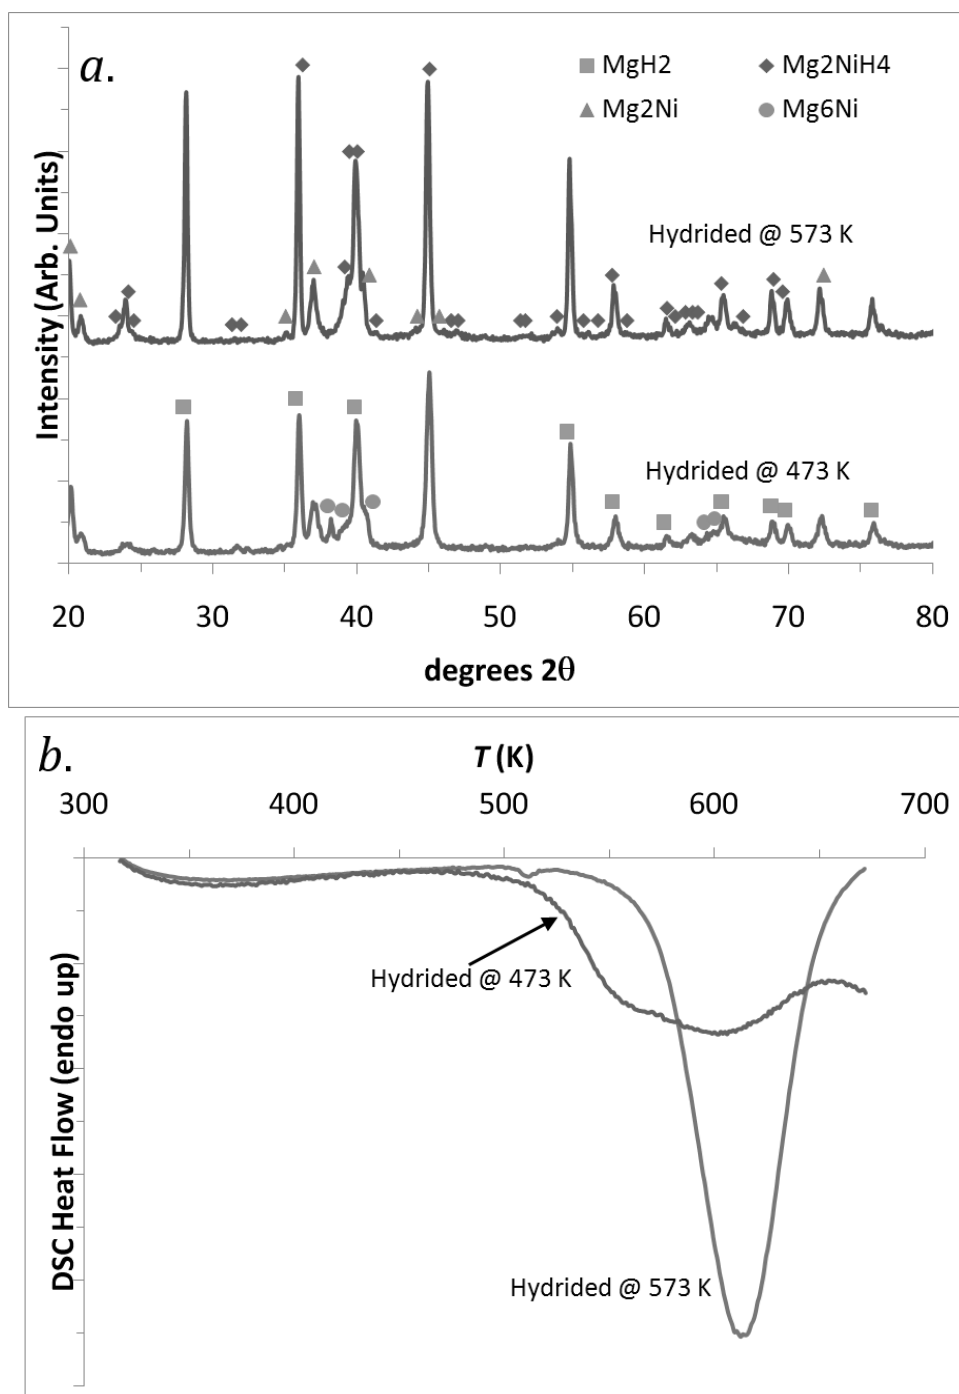 a.
MgH2
Mg2NiH4
Mg2Ni
Mg6Ni
Intensity (Arb. Units)
Hydrided @ 573 K
Hydrided @ 473 K
20 30 40 50 60 70 80
degrees 2θ
b.
T (K)
300 400 500 600 700
DSC Heat Flow (endo up)
Hydrided @ 473 K
Hydrided @ 573 K